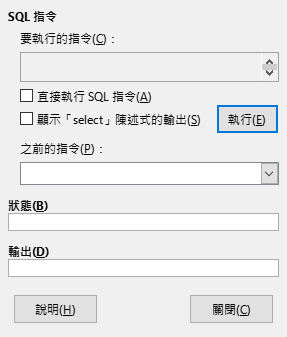 SQL 指令
要執行的指令(C)：
直接執行 SQL 指令(A)
顯示「select」陳述式的輸出(S)
執行(E)
之前的指令(P)：
狀態(B)
輸出(D)
說明(H)
關閉(C)